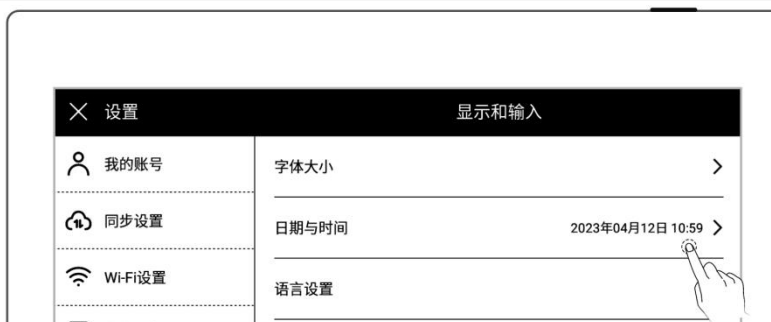 设置
显示和输入
我的账号
字体大小
同步设置
日期与时间 2023年04月12日 10:59
Wi-Fi设置
语言设置